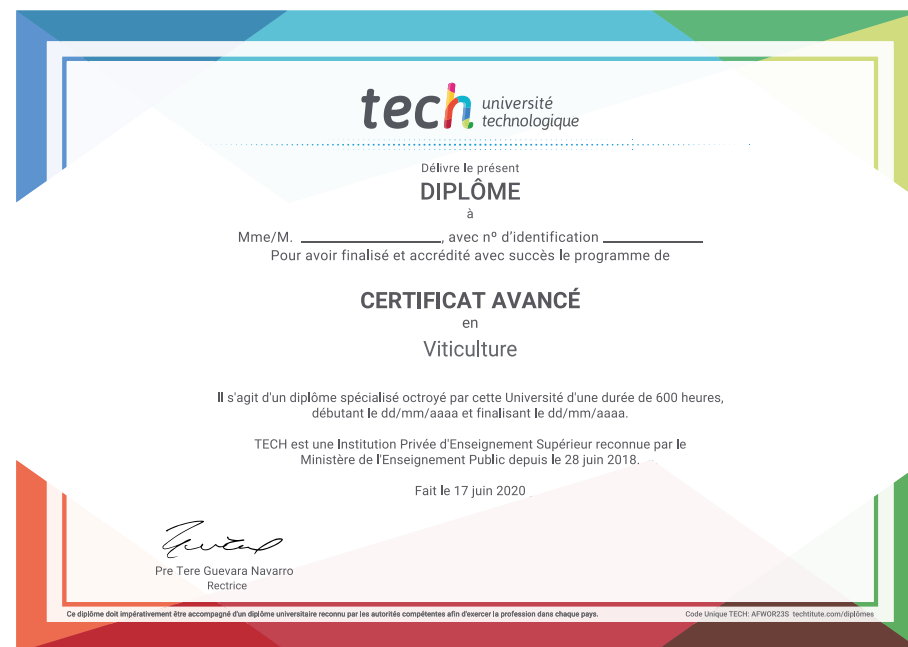 tech université
technologique
Délivre le présent
DIPLÔME
à
Mme/M. ____________________, avec nº d'identification ______________
Pour avoir finalisé et accrédité avec succès le programme de
CERTIFICAT AVANCÉ
en
Viticulture
Il s'agit d'un diplôme spécialisé octroyé par cette Université d'une durée de 600 heures,
débutant le dd/mm/aaaa et finalisant le dd/mm/aaaa.
TECH est une Institution Privée d'Enseignement Supérieur reconnue par le
Ministère de l'Enseignement Public depuis le 28 juin 2018.
Fait le 17 juin 2020
Pre Tere Guevara Navarro
Rectrice
Ce diplôme doit impérativement être accompagné d'un diplôme universitaire reconnu par les autorités compétentes afin d'exercer la profession dans chaque pays. Code Unique TECH: AFWOR23S techtitute.com/diplômes